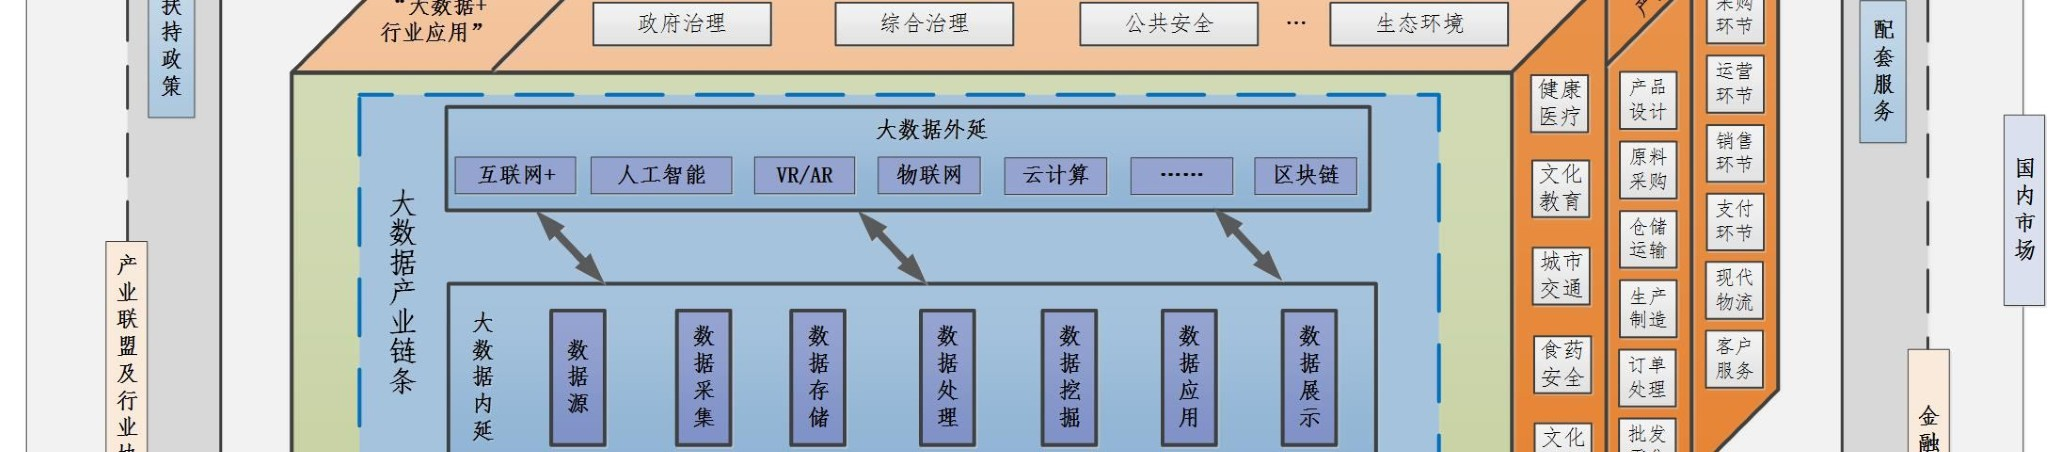 扶持政策
“大数据+
行业应用”
政府治理
综合治理
公共安全
…
生态环境
采购
环节
配套服务
大数据外延
互联网+
人工智能
VR/AR
物联网
云计算
……
区块链
大数据产业链条
大数据内延
数据源
数据采集
数据存储
数据处理
数据挖掘
数据应用
数据展示
健康
医疗
文化
教育
城市
交通
食药
安全
文化
产品
设计
原料
采购
仓储
运输
生产
制造
订单
处理
批发
运营
环节
销售
环节
支付
环节
现代
物流
客户
服务
国内市场
产业联盟及行业
金融